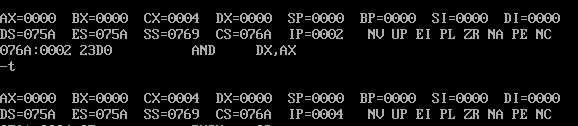 AX=0000 BX=0000 CX=0004 DX=0000 SP=0000 BP=0000 SI=0000 DI=0000
DS=075A ES=075A SS=0769 CS=076A IP=0002 NV UP EI PL ZR NA PE NC
076A:0002 23D0 AND DX,AX
-t
AX=0000 BX=0000 CX=0004 DX=0000 SP=0000 BP=0000 SI=0000 DI=0000
DS=075A ES=075A SS=0769 CS=076A IP=0004 NV UP EI PL ZR NA PE NC